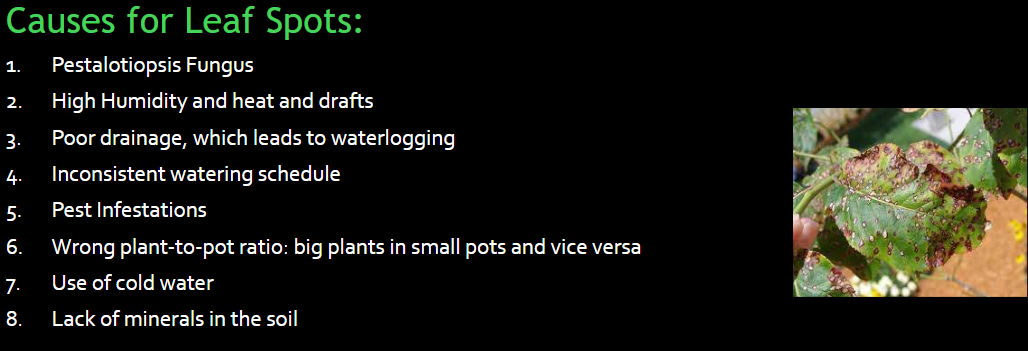 Causes for Leaf Spots:
1. Pestalotiopsis Fungus
2. High Humidity and heat and drafts
3. Poor drainage, which leads to waterlogging
4. Inconsistent watering schedule
5. Pest Infestations
6. Wrong plant-to-pot ratio: big plants in small pots and vice versa
7. Use of cold water
8. Lack of minerals in the soil